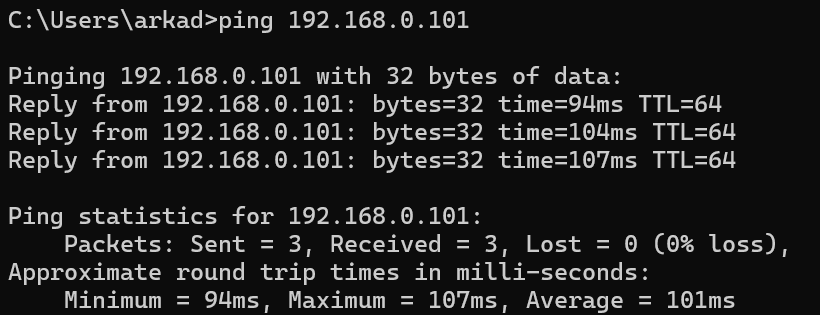 C:\Users\arkad>ping 192.168.0.101
Pinging 192.168.0.101 with 32 bytes of data:
Reply from 192.168.0.101: bytes=32 time=94ms TTL=64
Reply from 192.168.0.101: bytes=32 time=104ms TTL=64
Reply from 192.168.0.101: bytes=32 time=107ms TTL=64
Ping statistics for 192.168.0.101:
    Packets: Sent = 3, Received = 3, Lost = 0 (0% loss),
Approximate round trip times in milli-seconds:
    Minimum = 94ms, Maximum = 107ms, Average = 101ms